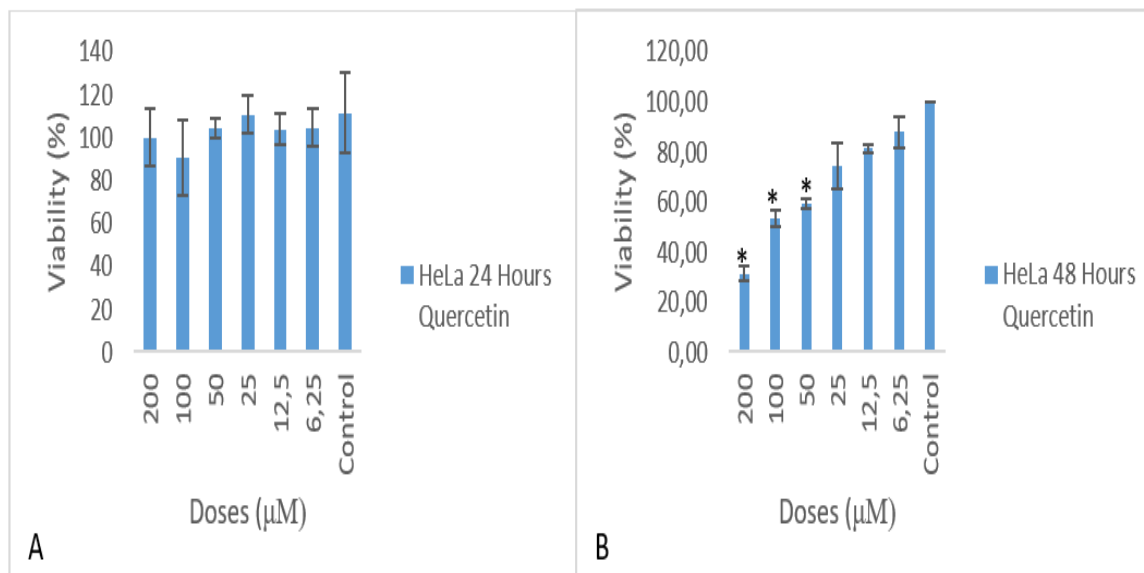 140
120
100
80
60
40
20
0
Viability (%)
200
100
50
25
12,5
6,25
Control
Doses (µM)
HeLa 24 Hours
Quercetin
A
120,00
100,00
80,00
60,00
40,00
20,00
0,00
Viability (%)
*
*
*
200
100
50
25
12,5
6,25
Control
Doses (µM)
HeLa 48 Hours
Quercetin
B